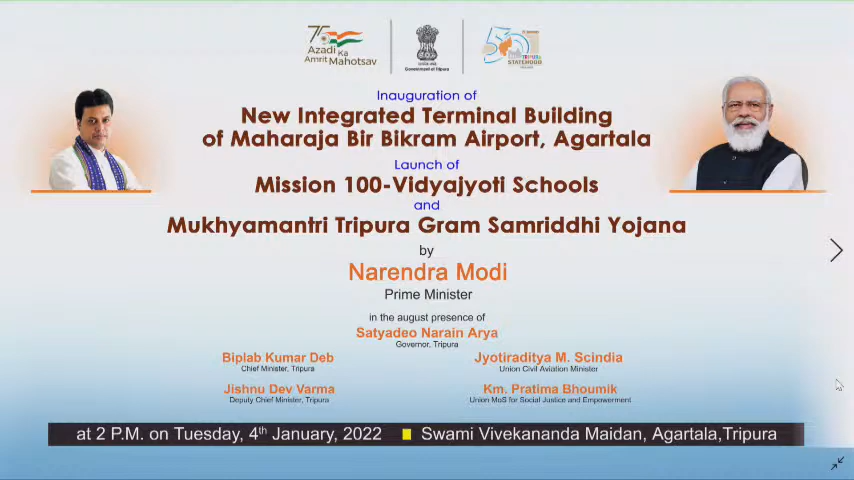 75
Azadi Ka
Amrit Mahotsav
Government of Tripura
50
TRIPURA
STATEHOOD
Inauguration of
New Integrated Terminal Building
of Maharaja Bir Bikram Airport, Agartala
Launch of
Mission 100-Vidyajyoti Schools
and
Mukhyamantri Tripura Gram Samriddhi Yojana
by
Narendra Modi
Prime Minister
in the august presence of
Satyadeo Narain Arya
Governor, Tripura
Biplab Kumar Deb
Chief Minister, Tripura
Jyotiraditya M. Scindia
Union Civil Aviation Minister
Jishnu Dev Varma
Deputy Chief Minister, Tripura
Km. Pratima Bhoumik
Union MoS for Social Justice and Empowerment
at 2 P.M. on Tuesday, 4th January, 2022 Swami Vivekananda Maidan, Agartala,Tripura